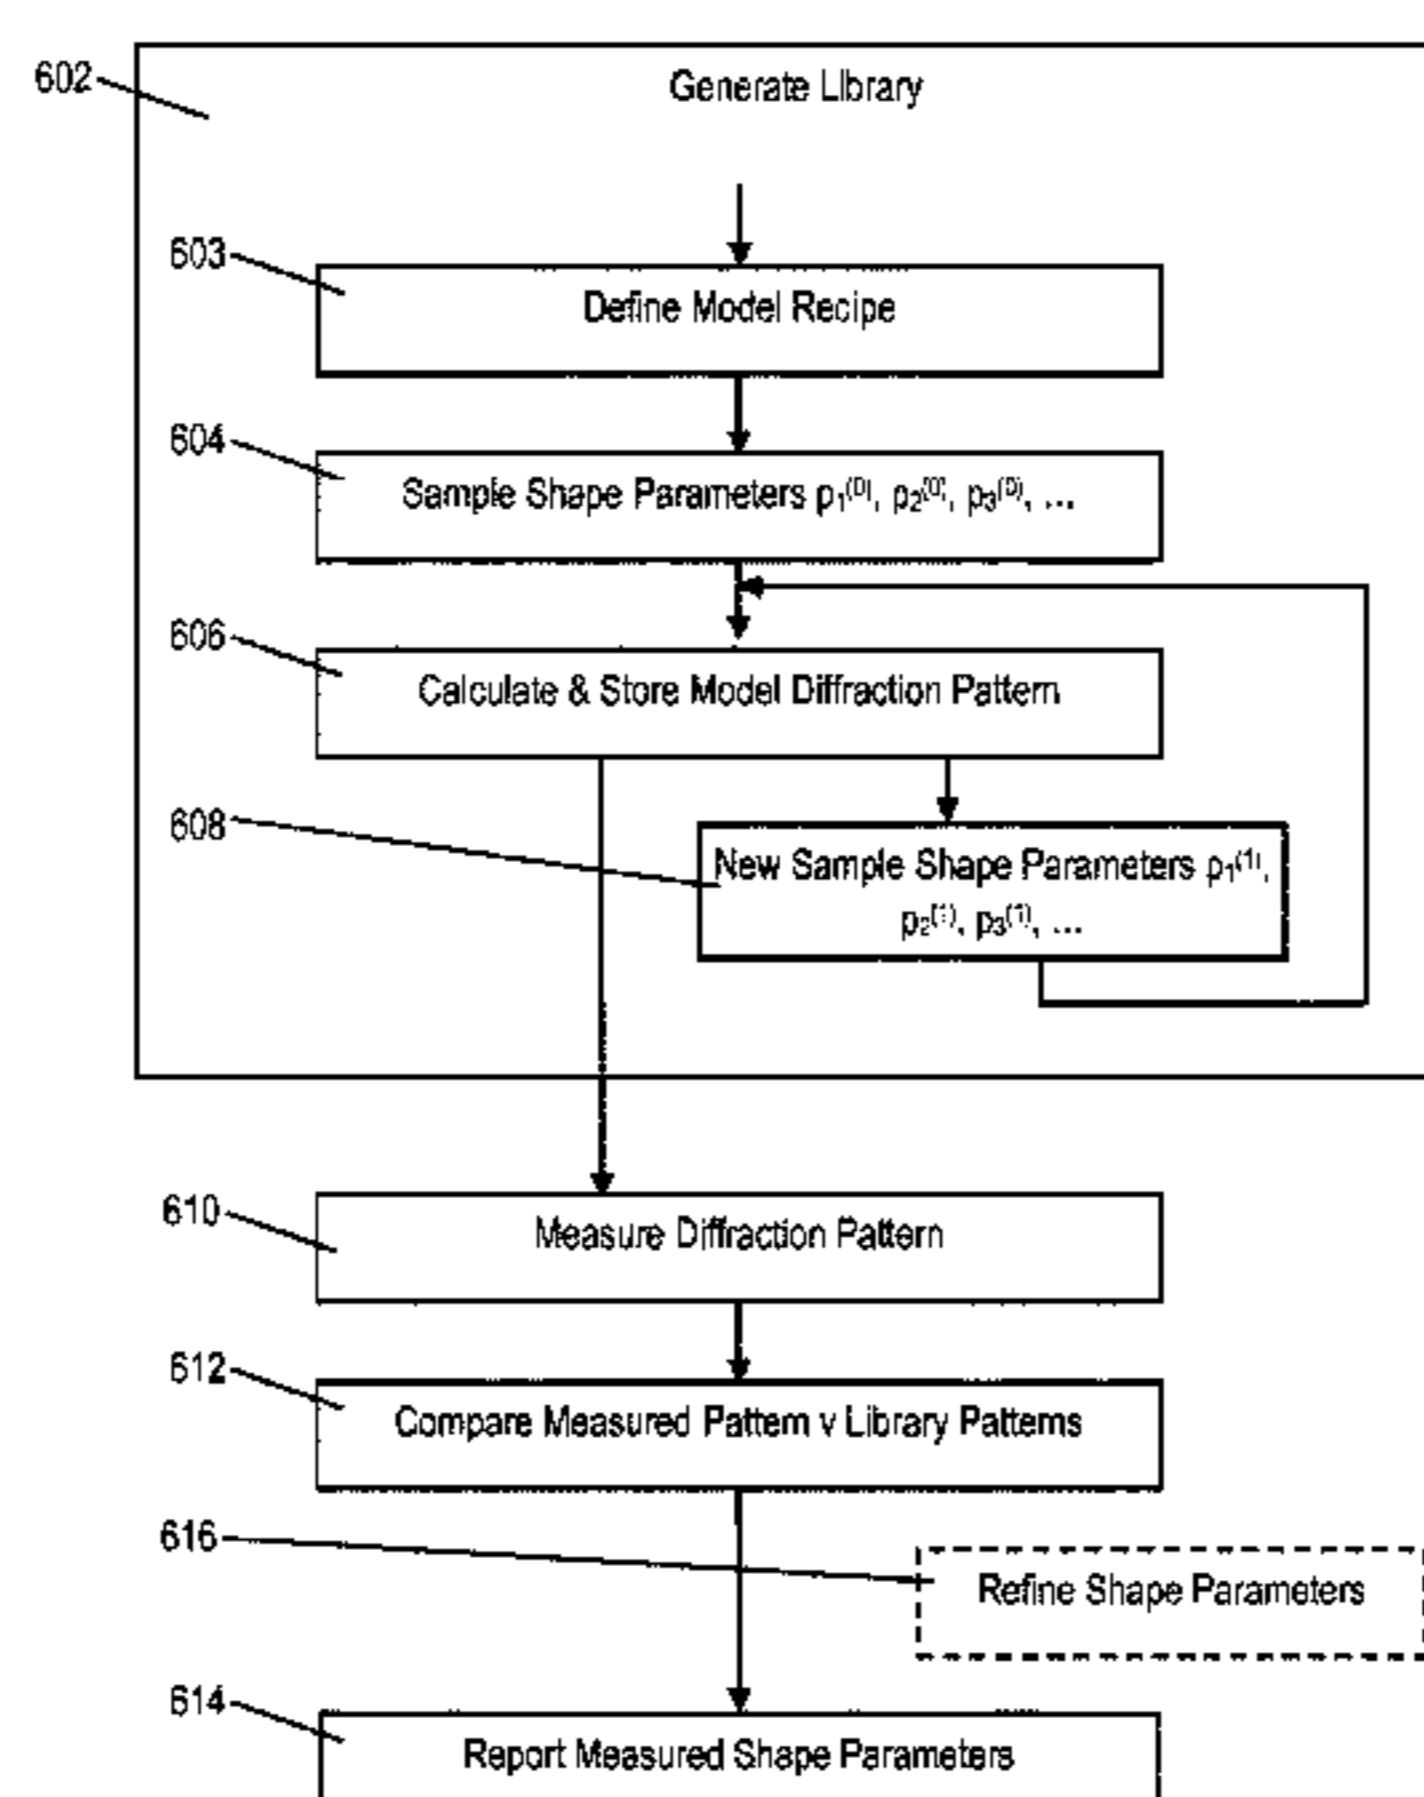 602
Generate Library
603
Define Model Recipe
604
Sample Shape Parameters p₁⁽⁰⁾, p₂⁽⁰⁾, p₃⁽⁰⁾, ...
606
Calculate & Store Model Diffraction Pattern
608
New Sample Shape Parameters p₁⁽¹⁾,
p₂⁽¹⁾, p₃⁽¹⁾, ...
610
Measure Diffraction Pattern
612
Compare Measured Pattern v Library Patterns
616
Refine Shape Parameters
614
Report Measured Shape Parameters